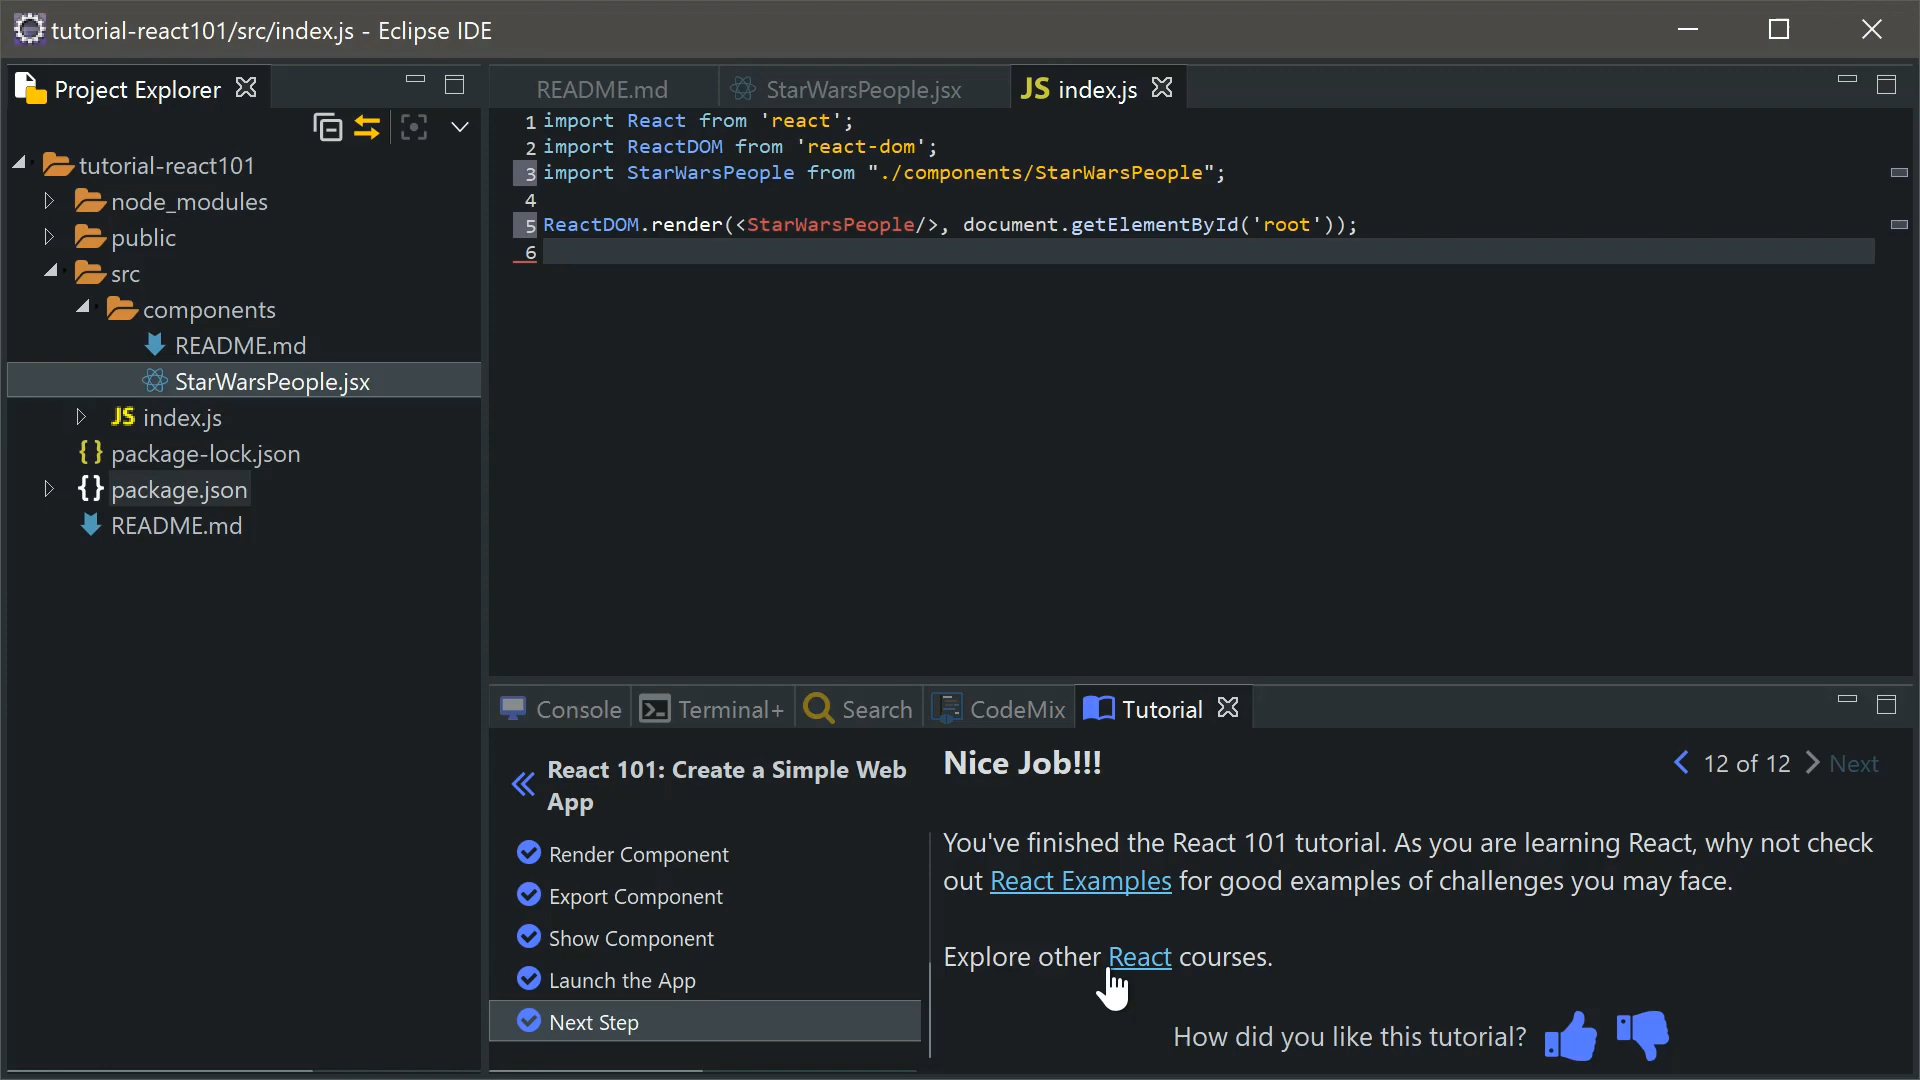 tutorial-react101/src/index.js - Eclipse IDE
Project Explorer
tutorial-react101
node_modules
public
src
components
README.md
StarWarsPeople.jsx
JS index.js
{} package-lock.json
{} package.json
README.md
README.md
StarWarsPeople.jsx
JS index.js
1 import React from 'react';
2 import ReactDOM from 'react-dom';
3 import StarWarsPeople from "./components/StarWarsPeople";
4
5 ReactDOM.render(<StarWarsPeople/>, document.getElementById('root'));
6
Console
Terminal+
Search
CodeMix
Tutorial
React 101: Create a Simple Web
App
Render Component
Export Component
Show Component
Launch the App
Next Step
Nice Job!!!
12 of 12
Next
You've finished the React 101 tutorial. As you are learning React, why not check
out React Examples for good examples of challenges you may face.
Explore other React courses.
How did you like this tutorial?